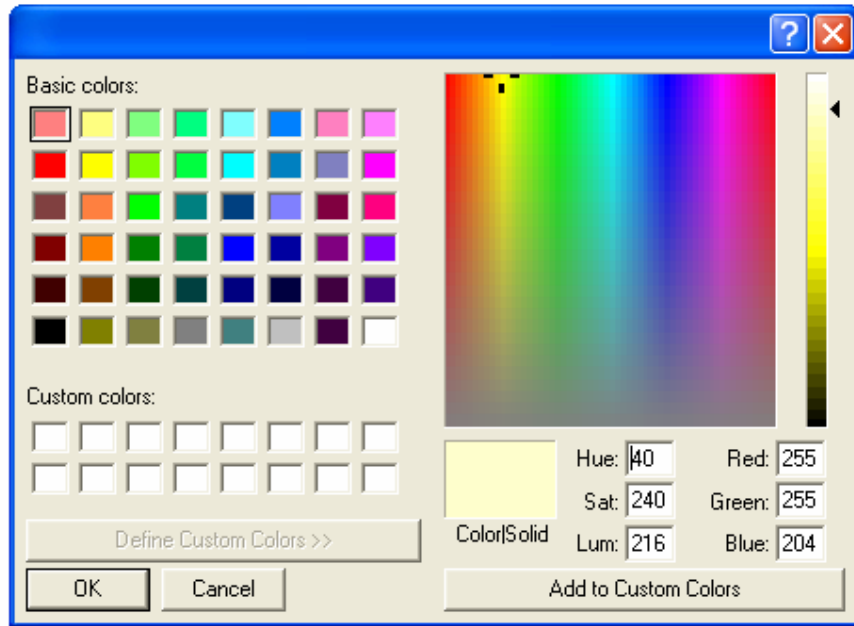 ?
Basic colors:
Custom colors:
Define Custom Colors >>
OK Cancel
Color|Solid
Hue: 40 Red: 255
Sat: 240 Green: 255
Lum: 216 Blue: 204
Add to Custom Colors